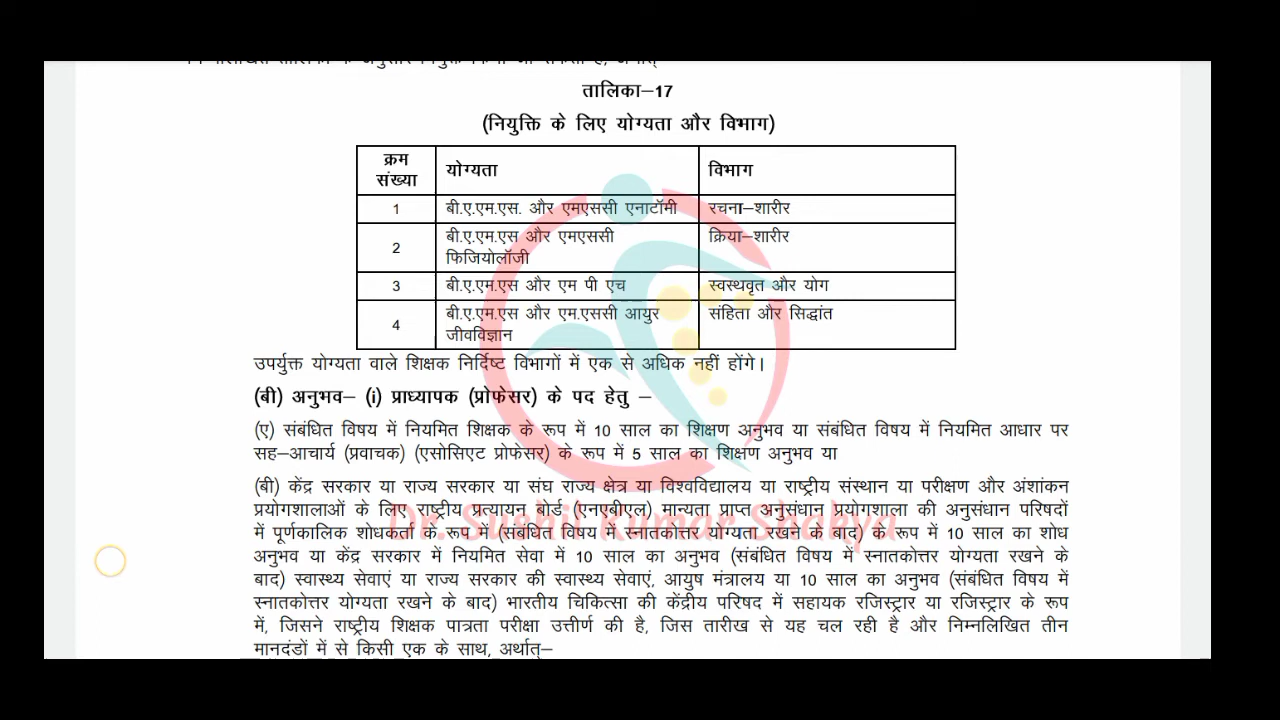 तालिका–17
(नियुक्ति के लिए योग्यता और विभाग)
क्रम संख्या योग्यता विभाग
1 बी.ए.एम.एस. और एमएससी एनाटॉमी रचना–शारीर
2 बी.ए.एम.एस और एमएससी फिजियोलॉजी क्रिया–शारीर
3 बी.ए.एम.एस और एम पी एच स्वस्थवृत और योग
4 बी.ए.एम.एस और एम.एससी आयुर जीवविज्ञान संहिता और सिद्धांत
उपर्युक्त योग्यता वाले शिक्षक निर्दिष्ट विभागों में एक से अधिक नहीं होंगे।
(बी) अनुभव– (i) प्राध्यापक (प्रोफेसर) के पद हेतु –
(ए) संबंधित विषय में नियमित शिक्षक के रूप में 10 साल का शिक्षण अनुभव या संबंधित विषय में नियमित आधार पर
सह–आचार्य (प्रवाचक) (एसोसिएट प्रोफेसर) के रूप में 5 साल का शिक्षण अनुभव या
(बी) केंद्र सरकार या राज्य सरकार या संघ राज्य क्षेत्र या विश्वविद्यालय या राष्ट्रीय संस्थान या परीक्षण और अंशांकन
प्रयोगशालाओं के लिए राष्ट्रीय प्रत्यायन बोर्ड (एनएबीएल) मान्यता प्राप्त अनुसंधान प्रयोगशाला की अनुसंधान परिषदों
में पूर्णकालिक शोधकर्ता के रूप में (संबंधित विषय में स्नातकोत्तर योग्यता रखने के बाद) के रूप में 10 साल का शोध
अनुभव या केंद्र सरकार में नियमित सेवा में 10 साल का अनुभव (संबंधित विषय में स्नातकोत्तर योग्यता रखने के
बाद) स्वास्थ्य सेवाएं या राज्य सरकार की स्वास्थ्य सेवाएं, आयुष मंत्रालय या 10 साल का अनुभव (संबंधित विषय में
स्नातकोत्तर योग्यता रखने के बाद) भारतीय चिकित्सा की केंद्रीय परिषद में सहायक रजिस्ट्रार या रजिस्ट्रार के रूप
में, जिसने राष्ट्रीय शिक्षक पात्रता परीक्षा उत्तीर्ण की है, जिस तारीख से यह चल रही है और निम्नलिखित तीन
मानदंडों में से किसी एक के साथ, अर्थात्–
Dr. Sushil Kumar Shakya